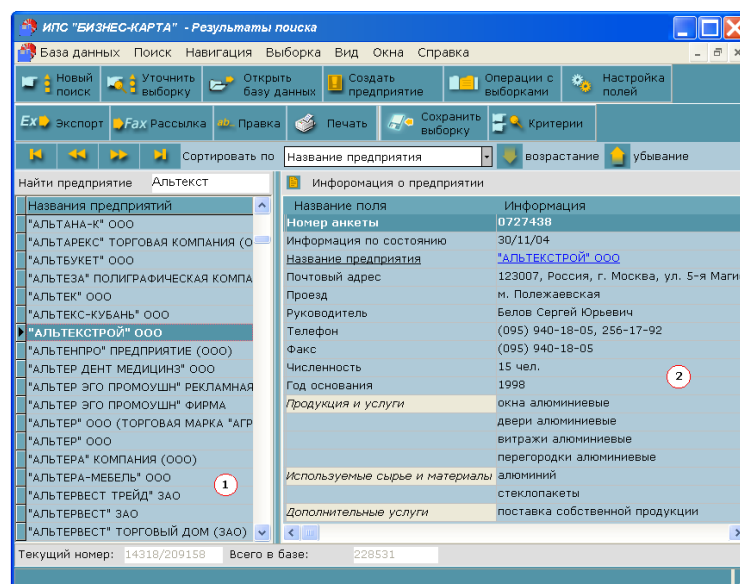 ИПС "БИЗНЕС-КАРТА" - Результаты поиска
База данных Поиск Навигация Выборка Вид Окна Справка
Новый поиск Уточнить выборку Открыть базу данных Создать предприятие Операции с выборками Настройка полей
Ex Экспорт Fax Рассылка ab.. Правка Печать Сохранить выборку Критерии
Сортировать по Название предприятия возрастание убывание
Найти предприятие Альтекст
Названия предприятий
"АЛЬТАНА-К" ООО
"АЛЬТАРЕКС" ТОРГОВАЯ КОМПАНИЯ (О
"АЛЬТБУКЕТ" ООО
"АЛЬТЕЗА" ПОЛИГРАФИЧЕСКАЯ КОМПА
"АЛЬТЕК" ООО
"АЛЬТЕКС-КУБАНЬ" ООО
"АЛЬТЕКСТРОЙ" ООО
"АЛЬТЕНПРО" ПРЕДПРИЯТИЕ (ООО)
"АЛЬТЕР ДЕНТ МЕДИЦИНЗ" ООО
"АЛЬТЕР ЭГО ПРОМОУШН" РЕКЛАМНАЯ
"АЛЬТЕР ЭГО ПРОМОУШН" ФИРМА
"АЛЬТЕР" ООО (ТОРГОВАЯ МАРКА "АГР
"АЛЬТЕР" ООО
"АЛЬТЕРА" КОМПАНИЯ (ООО)
"АЛЬТЕРА-МЕБЕЛЬ" ООО
1
"АЛЬТЕРВЕСТ ТРЕЙД" ЗАО
"АЛЬТЕРВЕСТ" ЗАО
"АЛЬТЕРВЕСТ" ТОРГОВЫЙ ДОМ (ЗАО)
Инфоромация о предприятии
Название поля Информация
Номер анкеты 0727438
Информация по состоянию 30/11/04
Название предприятия "АЛЬТЕКСТРОЙ" ООО
Почтовый адрес 123007, Россия, г. Москва, ул. 5-я Маги
Проезд м. Полежаевская
Руководитель Белов Сергей Юрьевич
Телефон (095) 940-18-05, 256-17-92
Факс (095) 940-18-05
Численность 15 чел.
2
Год основания 1998
Продукция и услуги окна алюминиевые
двери алюминиевые
витражи алюминиевые
перегородки алюминиевые
Используемые сырье и материалы алюминий
стеклопакеты
Дополнительные услуги поставка собственной продукции
Текущий номер: 14318/209158 Всего в базе: 228531